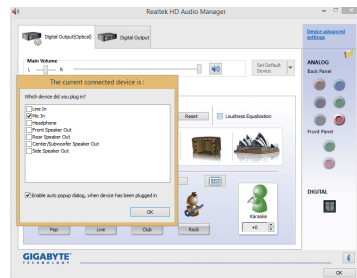 Realtek HD Audio Manager
Device advanced
settings
Digital Output(Optical)
Digital Output
Main Volume
L
R
Set Default
Device
ANALOG
Back Panel
The current connected device is :
Which device did you plug in?
Line In
Mic In
Headphone
Front Speaker Out
Rear Speaker Out
Center/Subwoofer Speaker Out
Side Speaker Out
Reset
Loudness Equalization
Front Panel
Enable auto popup dialog, when device has been plugged in
OK
DIGITAL
Karaoke
Pop
Live
Club
Rock
+0
GIGABYTE
TECHNOLOGY
OK